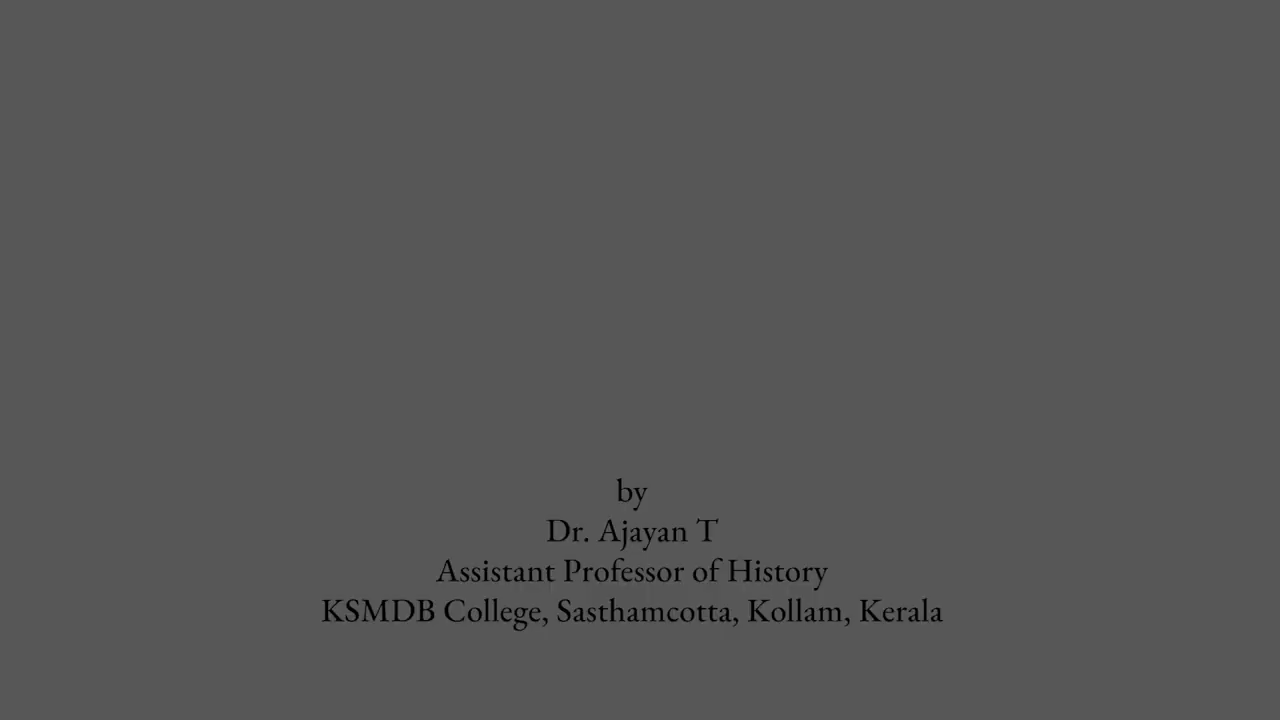 by
Dr. Ajayan T
Assistant Professor of History
KSMDB College, Sasthamcotta, Kollam, Kerala